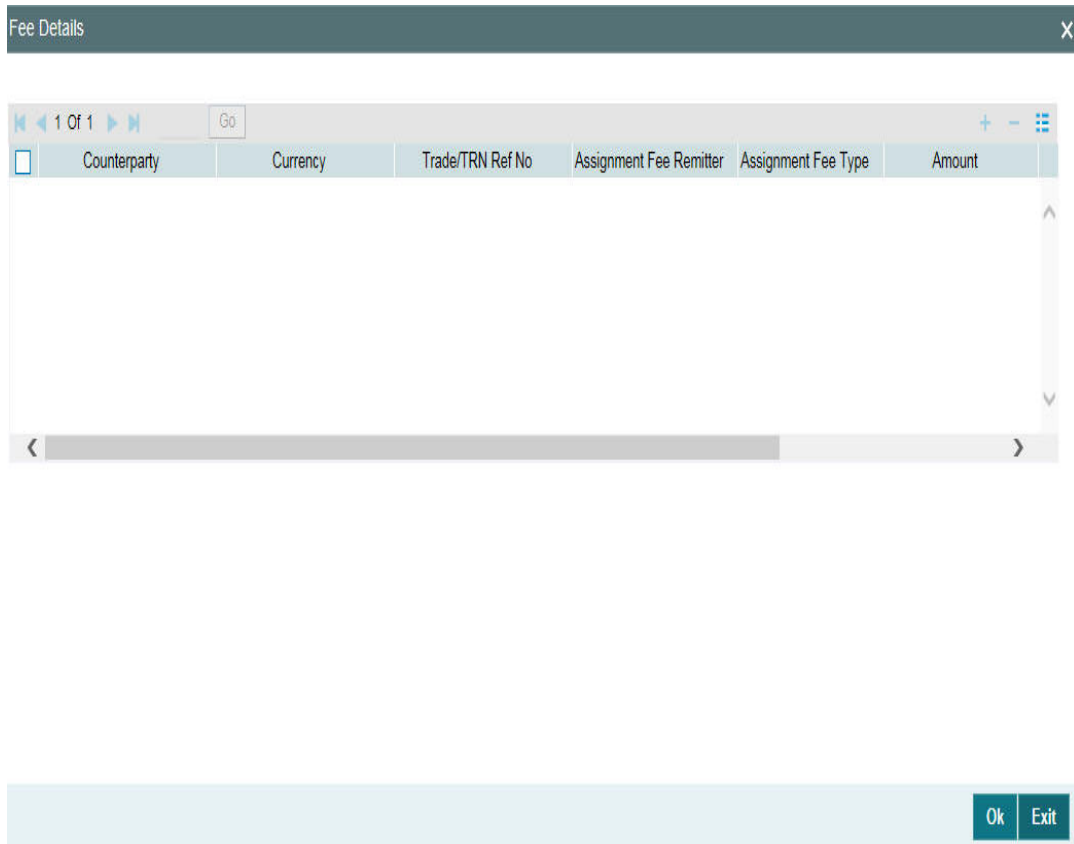 Fee Details X
1 Of 1 Go
Counterparty Currency Trade/TRN Ref No Assignment Fee Remitter Assignment Fee Type Amount
Ok Exit